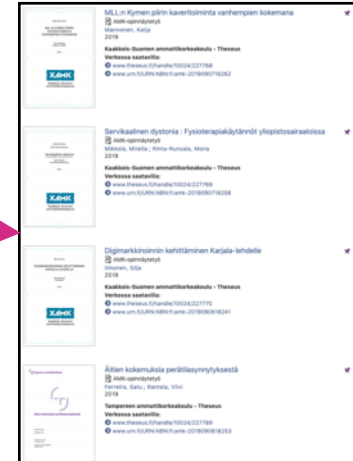 MLL:n Kymen piirin kaveritoiminta vanhempien kokemana
AMK-opinnäytetyö
Mannonen, Katja
2019
Kaakkois-Suomen ammattikorkeakoulu - Theseus
Verkossa saatavilla:
www.theseus.fi/handle/10024/227768
www.urn.fi/URN:NBN:fi:amk-2019090718262
XAMK
Servikaalinen dystonia : Fysioterapiakäytännöt yliopistosairaaloissa
AMK-opinnäytetyö
Mikkola, Mirella ; Rinta-Runsala, Mona
2019
Kaakkois-Suomen ammattikorkeakoulu - Theseus
Verkossa saatavilla:
www.theseus.fi/handle/10024/227769
www.urn.fi/URN:NBN:fi:amk-2019090718258
XAMK
Digimarkkinoinnin kehittäminen Karjala-lehdelle
AMK-opinnäytetyö
Ilmonen, Silja
2019
Kaakkois-Suomen ammattikorkeakoulu - Theseus
Verkossa saatavilla:
www.theseus.fi/handle/10024/227770
www.urn.fi/URN:NBN:fi:amk-2019090618241
XAMK
Äitien kokemuksia perätilasynnytyksestä
AMK-opinnäytetyö
Ferreira, Satu ; Rantala, Viivi
2019
Tampereen ammattikorkeakoulu - Theseus
Verkossa saatavilla:
www.theseus.fi/handle/10024/227789
www.urn.fi/URN:NBN:fi:amk-2019090618253